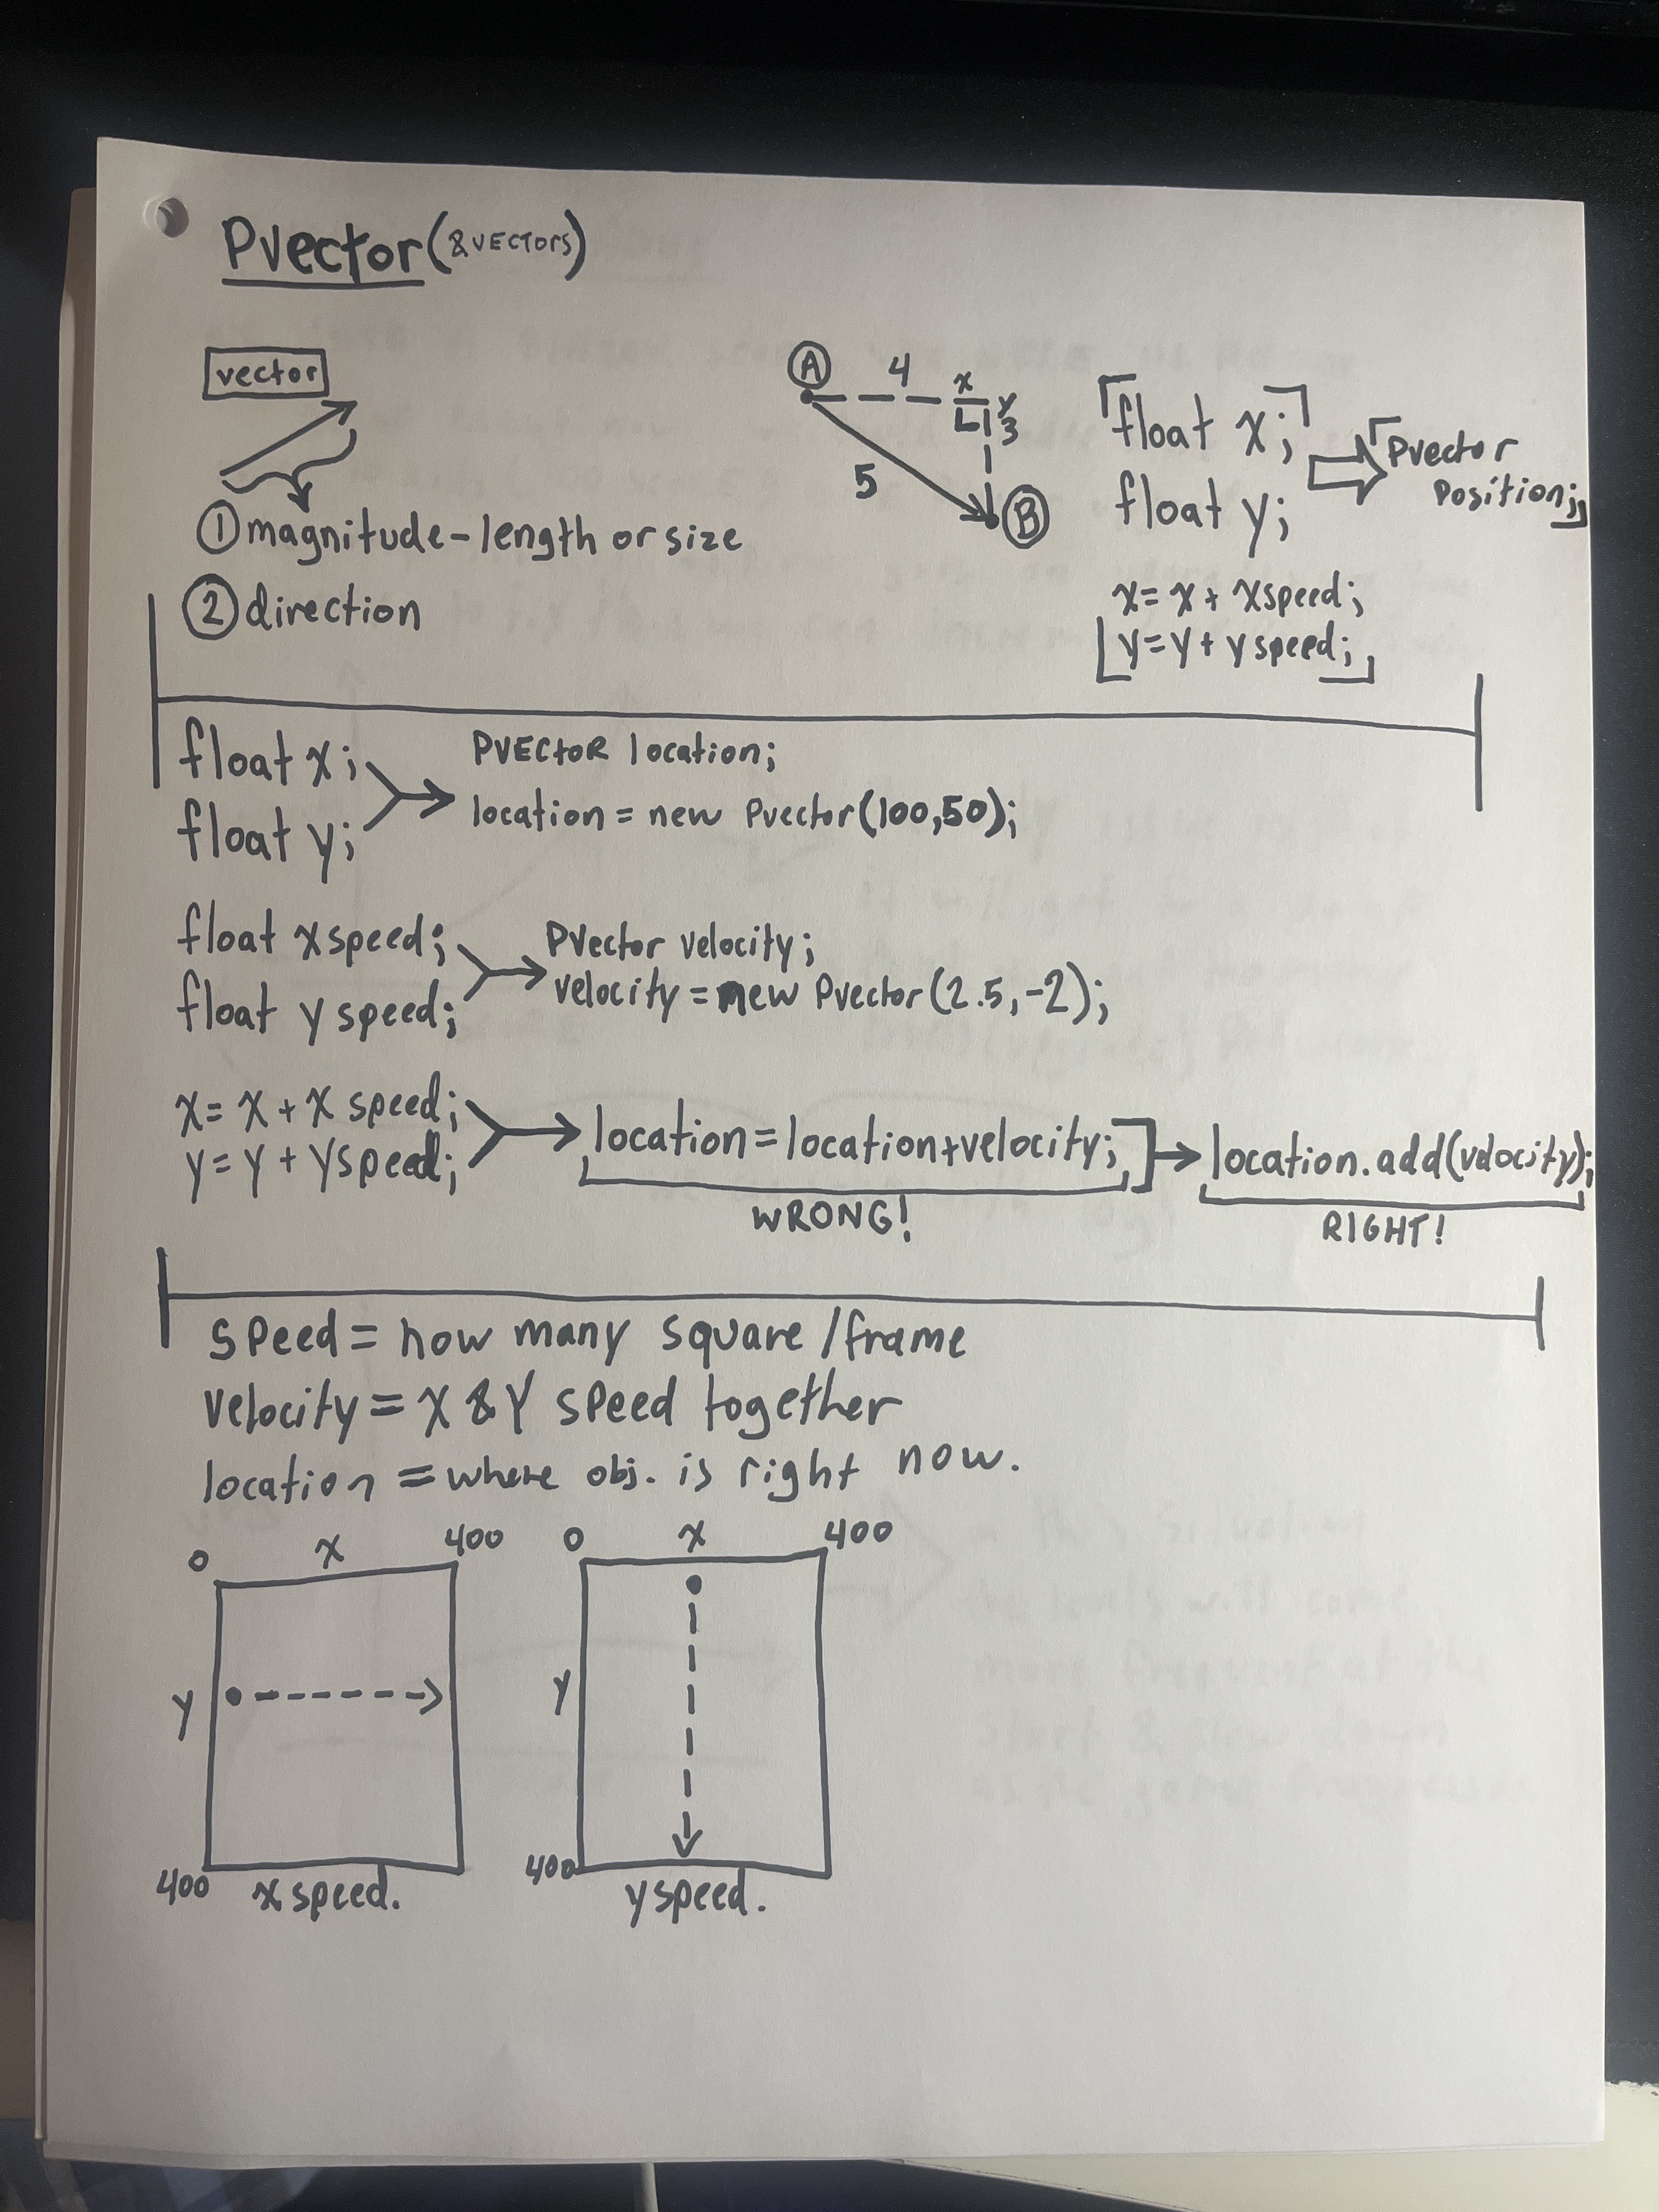 Pvector (& VECTORS)
vector
① magnitude - length or size
② direction
A
4
x
y
3
5
B
float x;
float y;
Pvector
Position;
x = x + xspeed;
y = y + yspeed;
float x;
float y;
PVECTOR location;
location = new Pvector(100,50);
float xspeed;
float yspeed;
PVector velocity;
velocity = new Pvector(2.5,-2);
x = x + x speed;
y = y + yspeed;
location = location+velocity;
WRONG!
location.add(velocity);
RIGHT!
Speed = how many square/frame
velocity = X & Y speed together
location = where obj. is right now.
0 x 400
y
400
x speed.
0 x 400
y
400
y speed.